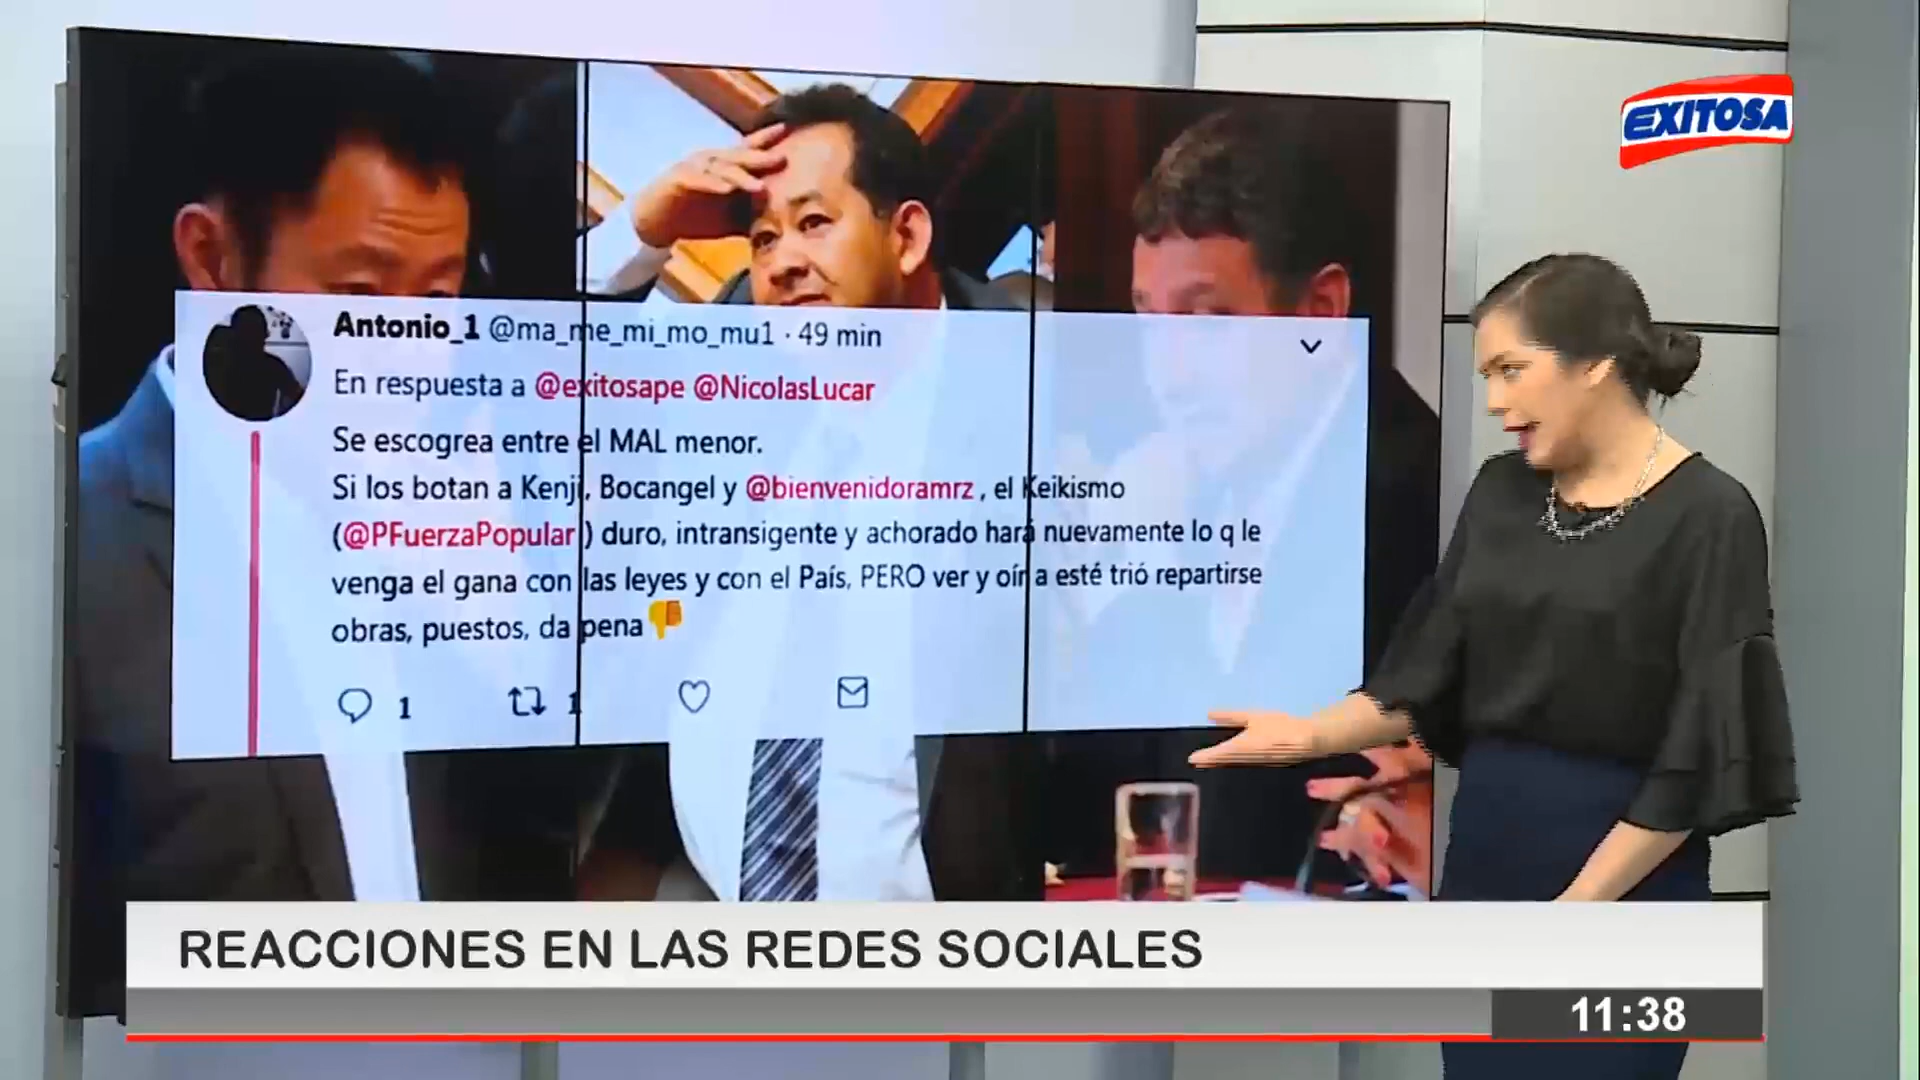 EXITOSA
Antonio_1 @ma_me_mi_mo_mu1 · 49 min
En respuesta a @exitosape @NicolasLucar
Se escogrea entre el MAL menor.
Si los botan a Kenji, Bocangel y @bienvenidoramrz , el Keikismo
(@PFuerzaPopular ) duro, intransigente y achorado hará nuevamente lo q le
venga el gana con las leyes y con el País, PERO ver y oír a esté trió repartirse
obras, puestos, da pena
1 1
REACCIONES EN LAS REDES SOCIALES
11:38